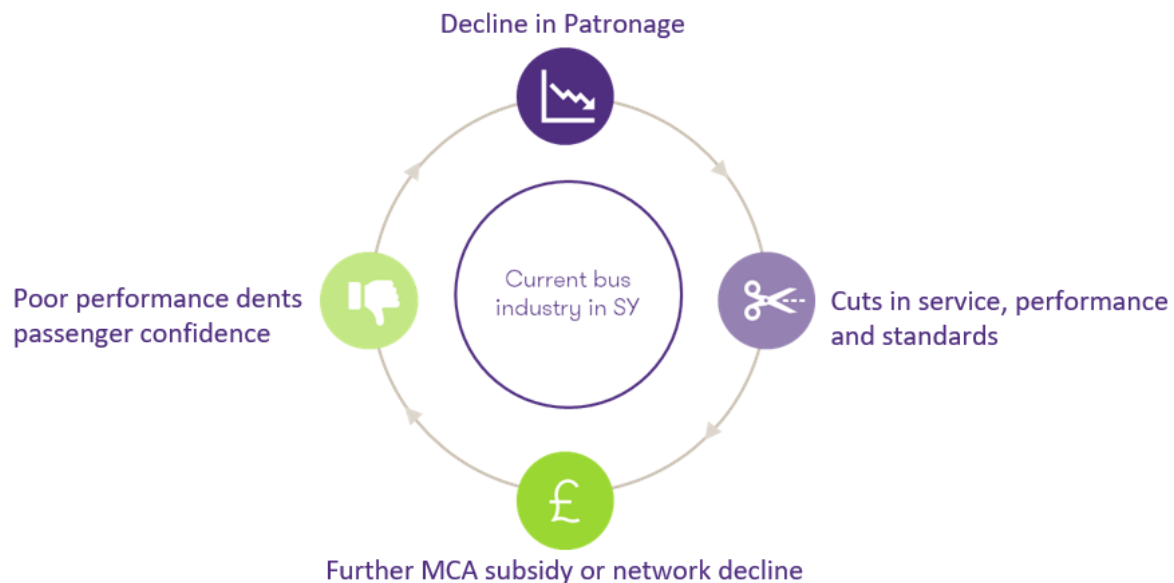 Decline in Patronage
Current bus
industry in SY
Poor performance dents
passenger confidence
Cuts in service, performance
and standards
£
Further MCA subsidy or network decline